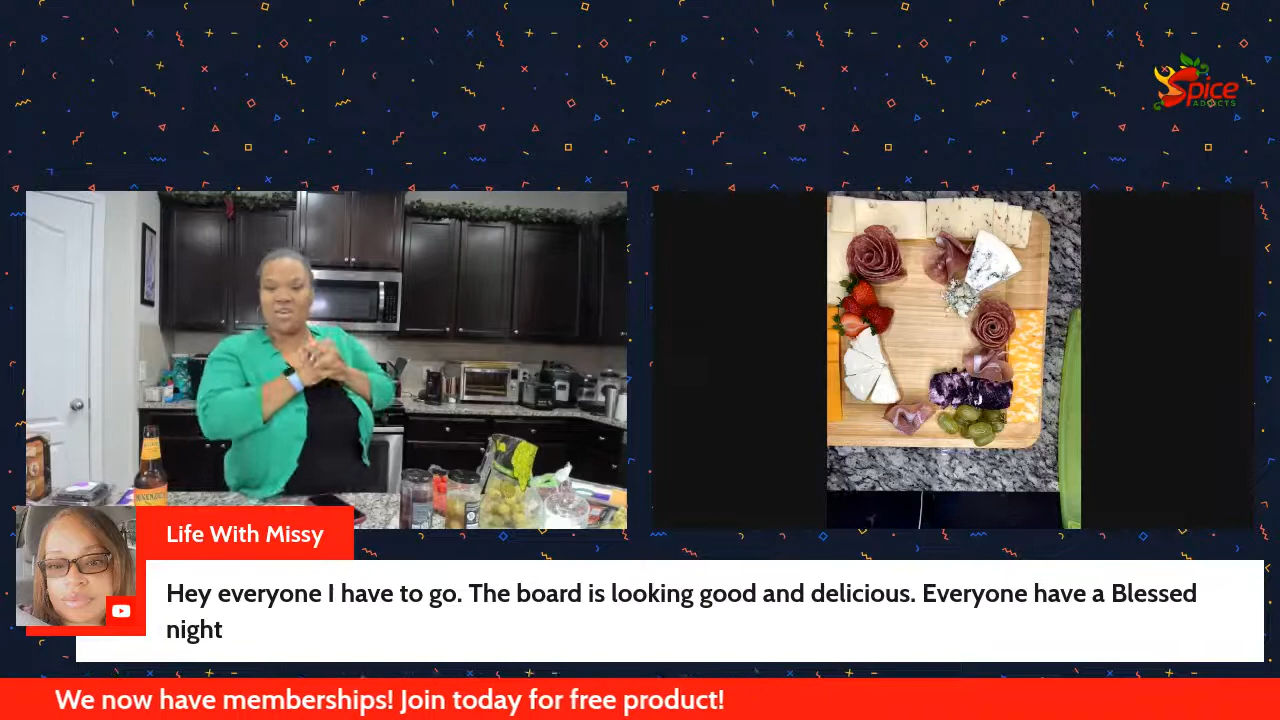 Spice
ADDICTS
Life With Missy
Hey everyone I have to go. The board is looking good and delicious. Everyone have a Blessed
night
We now have memberships! Join today for free product!